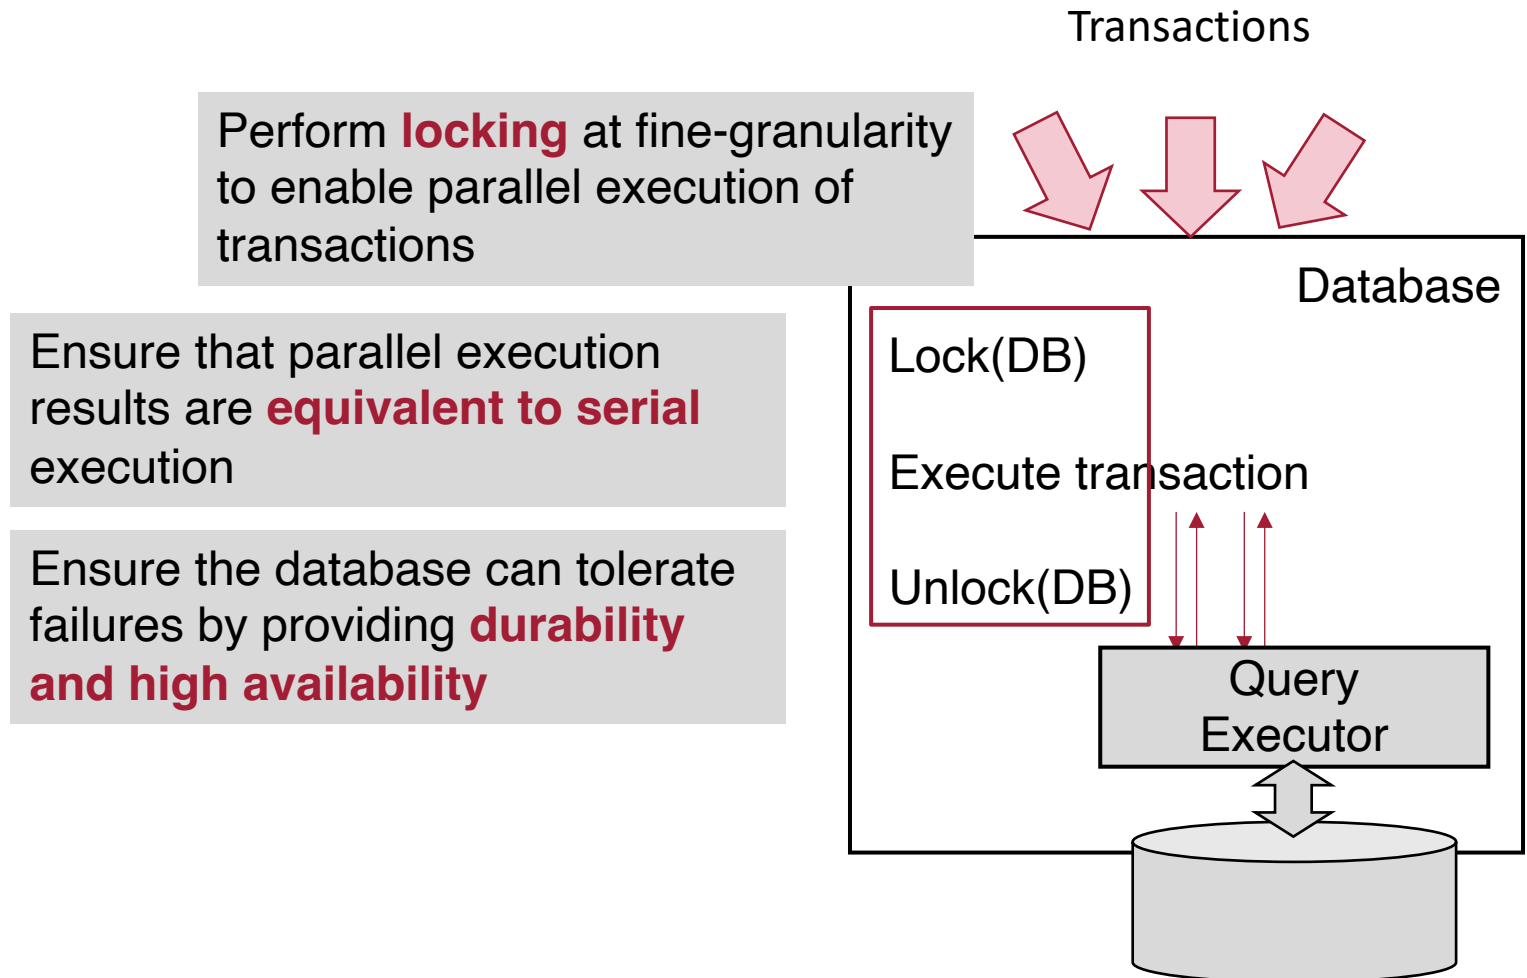 Transactions
Perform locking at fine-granularity
to enable parallel execution of
transactions
Database
Ensure that parallel execution
results are equivalent to serial
execution
Lock(DB)
Execute transaction
Ensure the database can tolerate
failures by providing durability
and high availability
Unlock(DB)
Query
Executor